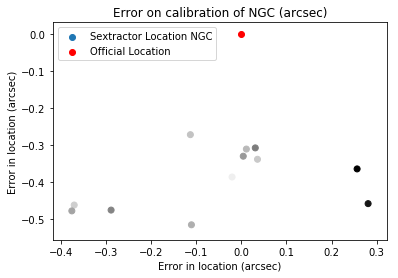 Error on calibration of NGC (arcsec)
Sextractor Location NGC
Official Location
Error in location (arcsec)
0.0
−0.1
−0.2
−0.3
−0.4
−0.5
−0.4
−0.3
−0.2
−0.1
0.0
0.1
0.2
0.3
Error in location (arcsec)